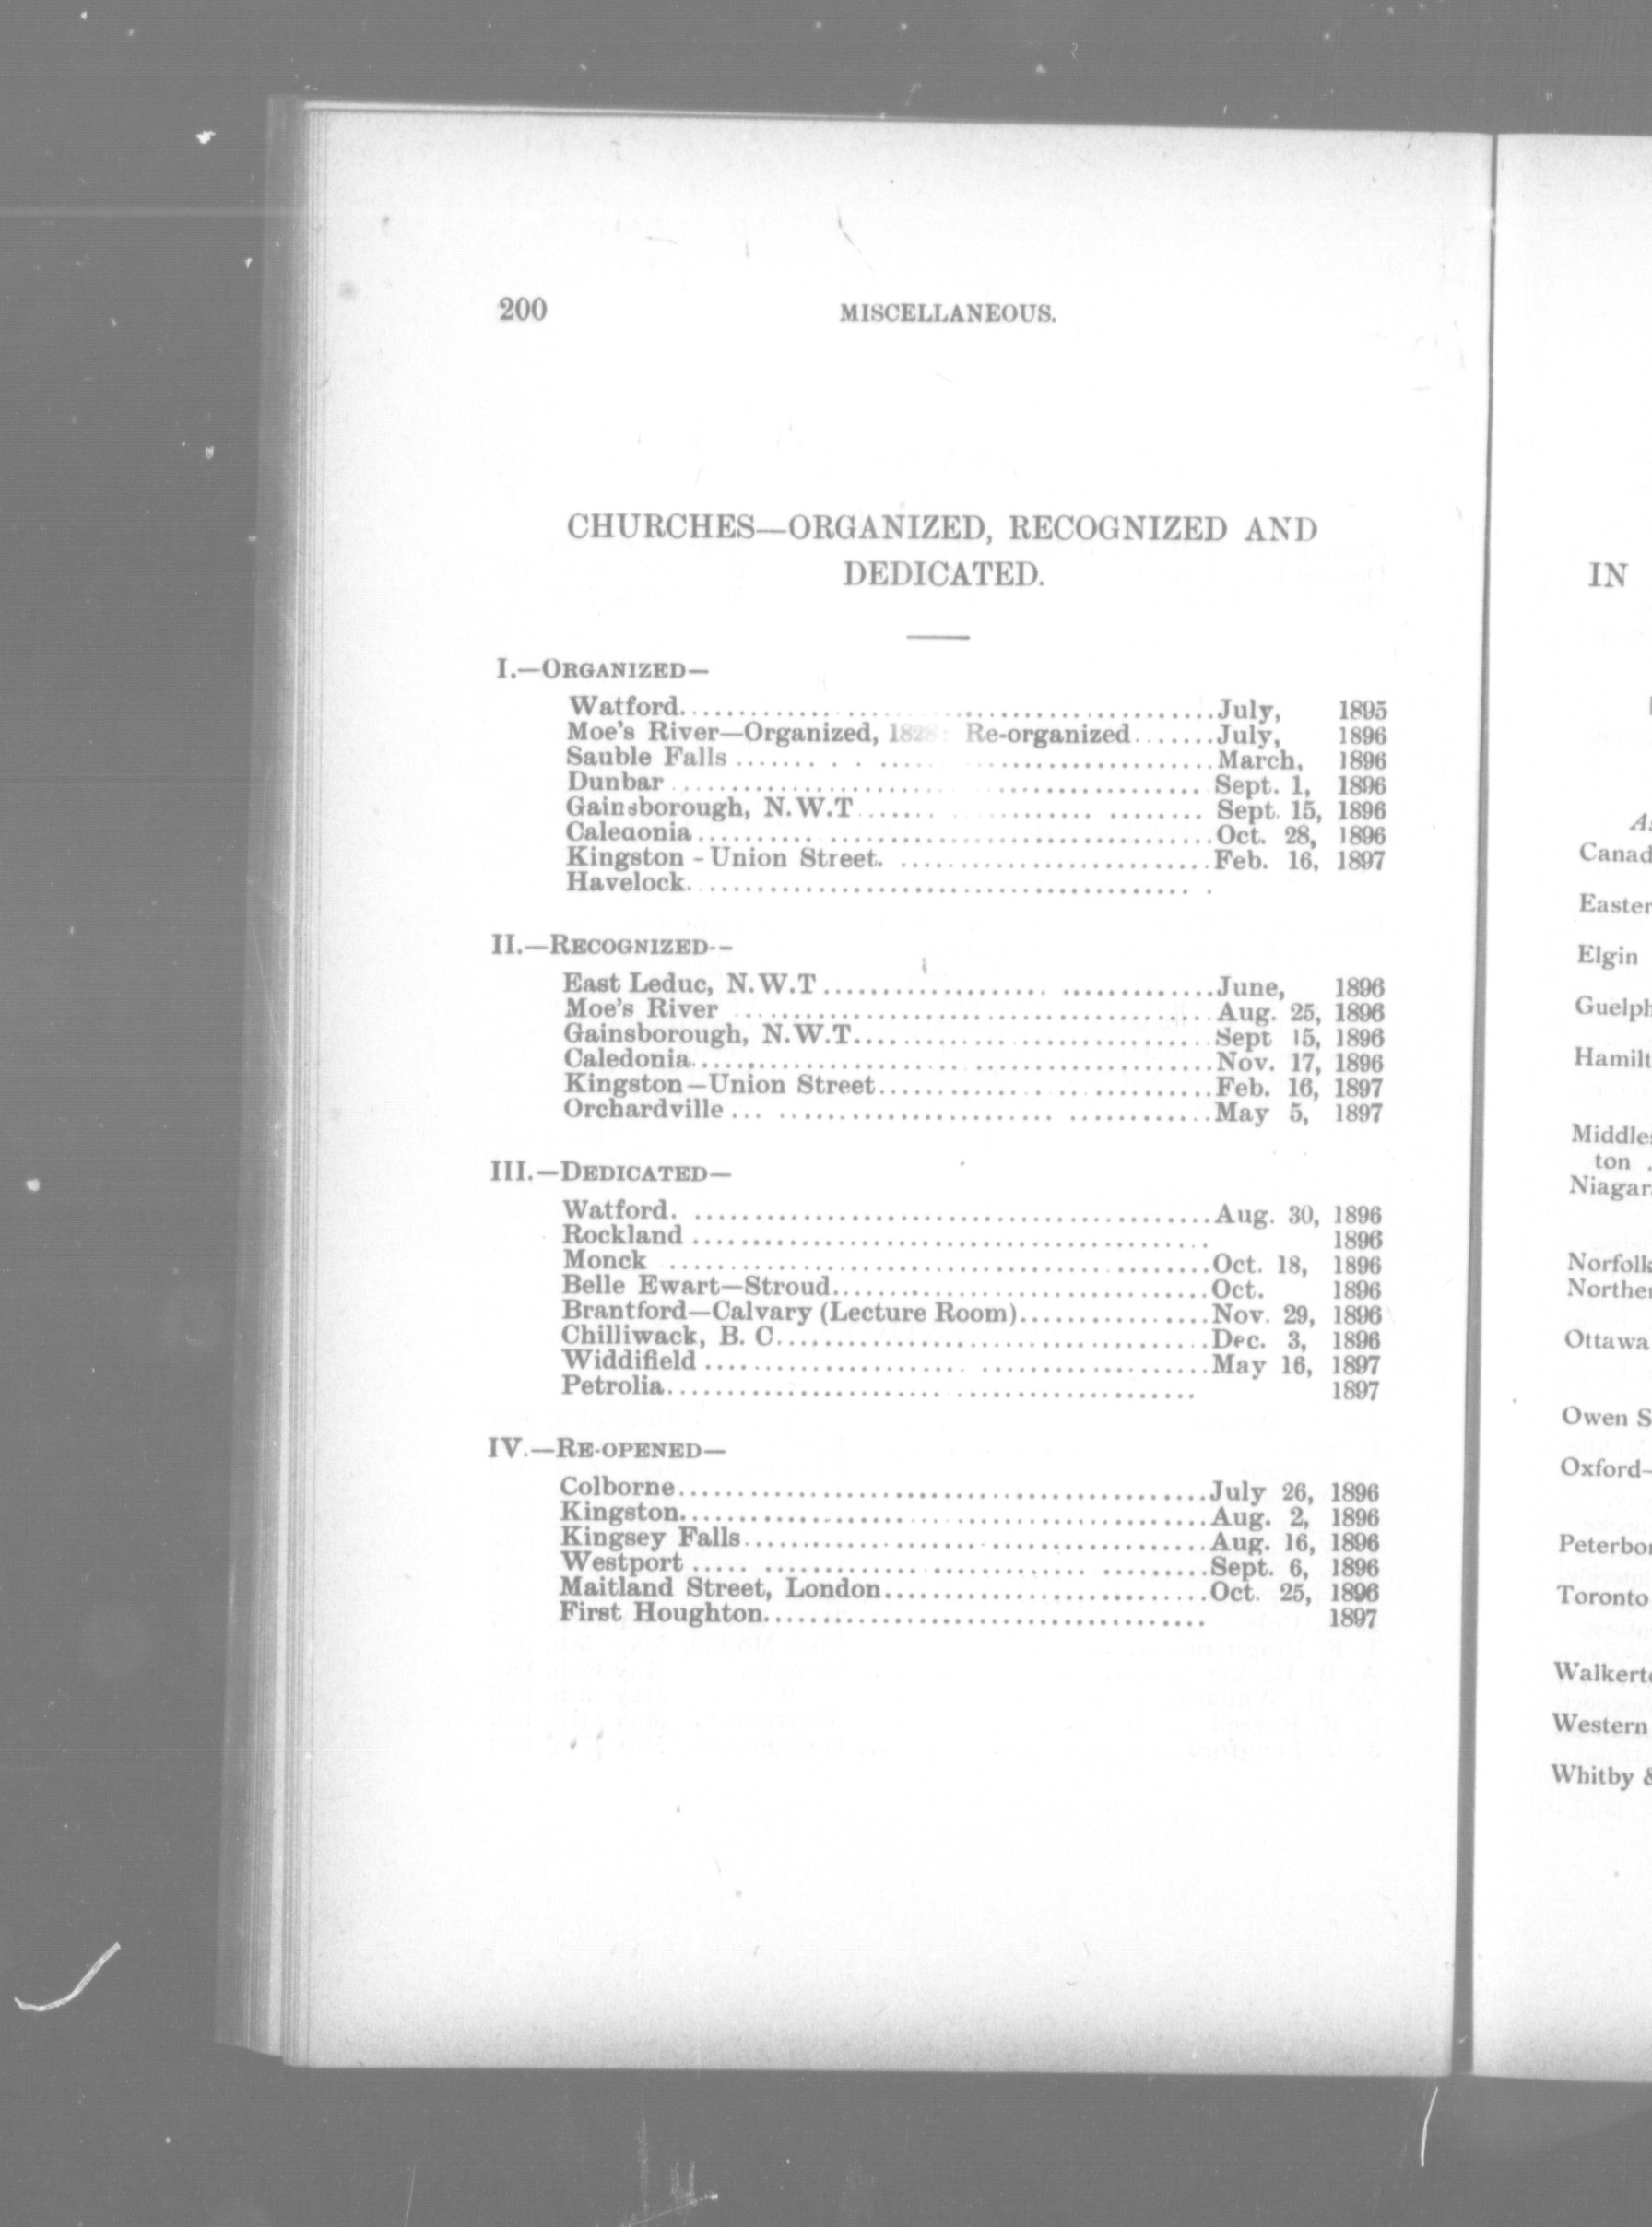 200 MISCELLANEOUS.
CHURCHES—ORGANIZED, RECOGNIZED AND
DEDICATED.
I.—ORGANIZED—
Watford............................................July, 1895
Moe's River—Organized, 1828: Re-organized.......July, 1896
Sauble Falls............................................March, 1896
Dunbar............................................Sept. 1, 1896
Gainsborough, N.W.T............................................Sept. 15, 1896
Caledonia............................................Oct. 28, 1896
Kingston - Union Street............................................Feb. 16, 1897
Havelock............................................
II.—RECOGNIZED--
East Leduc, N.W.T............................................June, 1896
Moe's River............................................Aug. 25, 1896
Gainsborough, N.W.T............................................Sept 15, 1896
Caledonia............................................Nov. 17, 1896
Kingston—Union Street............................................Feb. 16, 1897
Orchardville............................................May 5, 1897
III.—DEDICATED—
Watford............................................Aug. 30, 1896
Rockland............................................ 1896
Monck............................................Oct. 18, 1896
Belle Ewart—Stroud............................................Oct. 1896
Brantford—Calvary (Lecture Room)................Nov. 29, 1896
Chilliwack, B. C............................................Dec. 3, 1896
Widdifield............................................May 16, 1897
Petrolia............................................ 1897
IV.—RE-OPENED—
Colborne............................................July 26, 1896
Kingston............................................Aug. 2, 1896
Kingsey Falls............................................Aug. 16, 1896
Westport............................................Sept. 6, 1896
Maitland Street, London............................Oct. 25, 1896
First Houghton............................................ 1897
IN
Canad
Easter
Elgin
Guelph
Hamilt
Middle
ton .
Niagar
Norfolk
Norther
Ottawa
Owen S
Oxford—
Peterbor
Toronto
Walkerto
Western
Whitby &